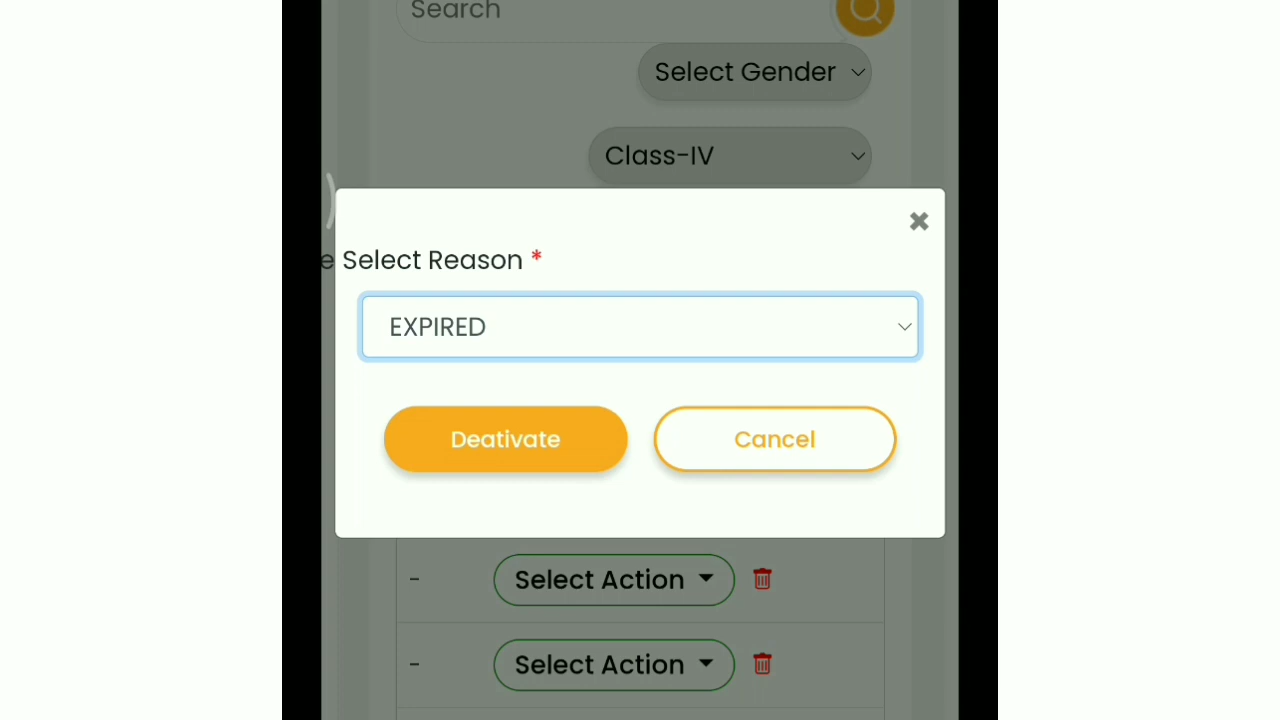 Search
Select Gender
Class-IV
e Select Reason *
EXPIRED
Deativate
Cancel
- Select Action
- Select Action